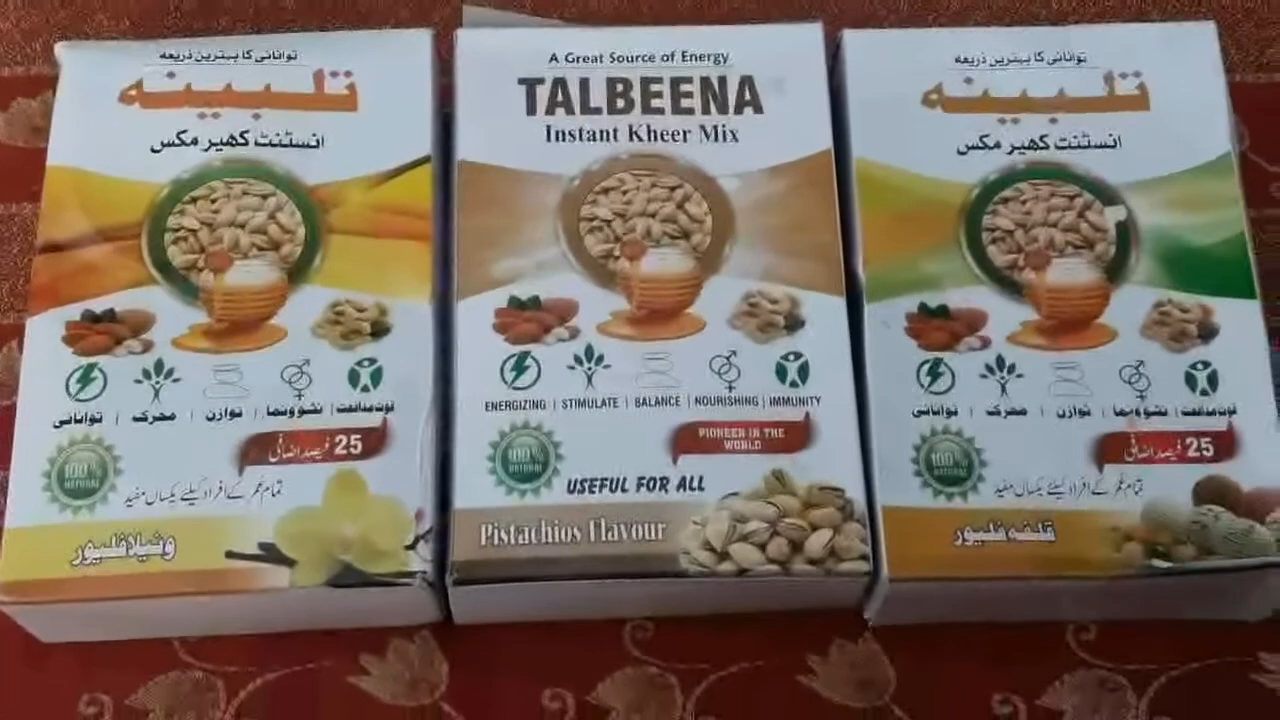 توانائی کا بہترین ذریعہ
تلبینہ
انسٹنٹ کھیر مکس
توانائی | محرک | توازن | نشوونما | قوت مدافعت
25 فیصد اضافی
100%
NATURAL
تمام عمر کے افراد کیلئے یکساں مفید
ونیلا فلیور
A Great Source of Energy
TALBEENA
Instant Kheer Mix
ENERGIZING | STIMULATE | BALANCE | NOURISHING | IMMUNITY
PIONEER IN THE
WORLD
100%
NATURAL
USEFUL FOR ALL
Pistachios Flavour
توانائی کا بہترین ذریعہ
تلبینہ
انسٹنٹ کھیر مکس
توانائی | محرک | توازن | نشوونما | قوت مدافعت
25 فیصد اضافی
100%
NATURAL
تمام عمر کے افراد کیلئے یکساں مفید
قلفہ فلیور